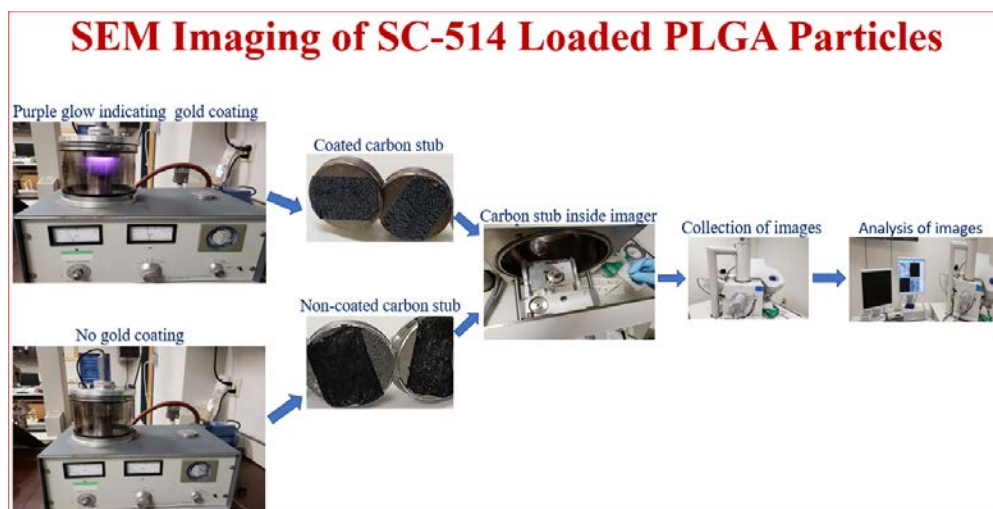 SEM Imaging of SC-514 Loaded PLGA Particles
Purple glow indicating gold coating
Coated carbon stub
Carbon stub inside imager
Collection of images
Analysis of images
Non-coated carbon stub
No gold coating